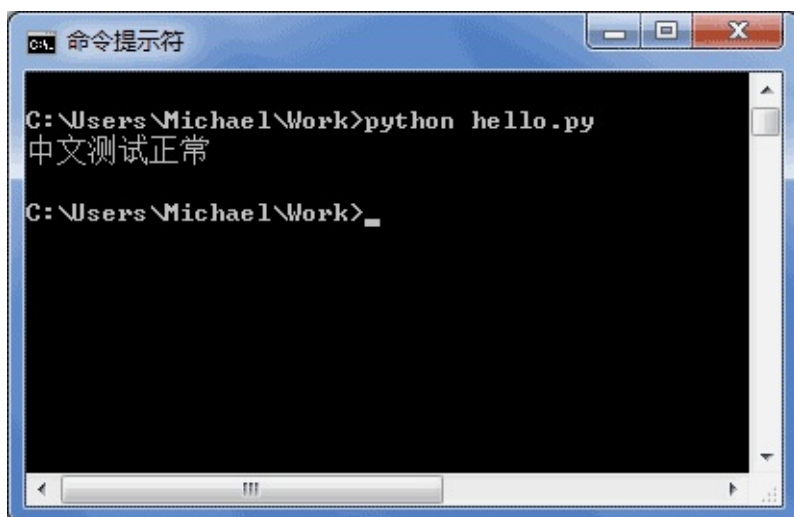 命令提示符
C:\Users\Michael\Work>python hello.py
中文测试正常
C:\Users\Michael\Work>_